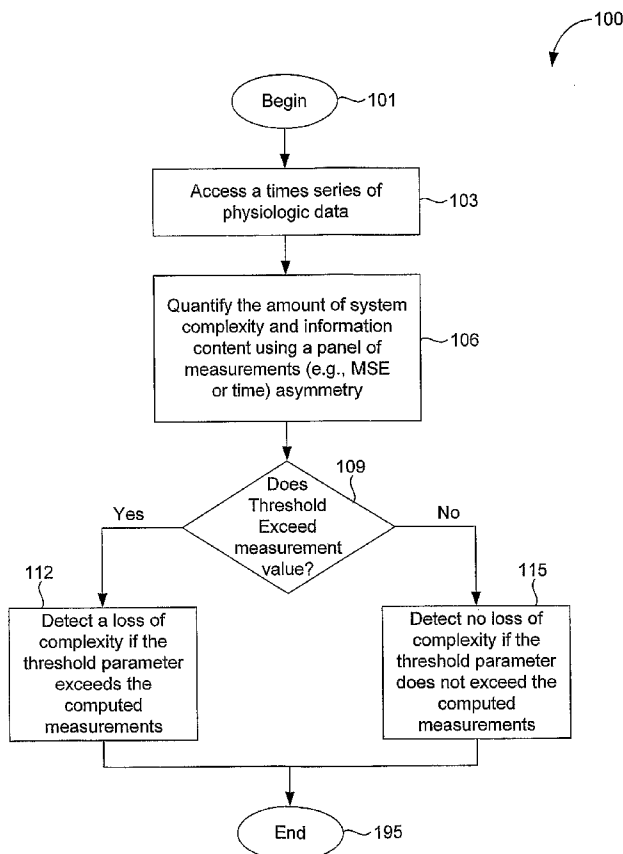 100
Begin
101
Access a times series of
physiologic data
103
Quantify the amount of system
complexity and information
content using a panel of
measurements (e.g., MSE
or time) asymmetry
106
109
Does
Threshold
Exceed
measurement
value?
Yes
No
112
Detect a loss of
complexity if the
threshold parameter
exceeds the
computed
measurements
115
Detect no loss of
complexity if the
threshold parameter
does not exceed the
computed
measurements
End
195